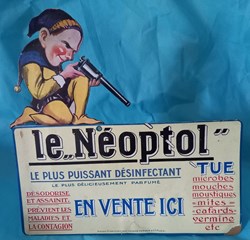 le „Néoptol"
LE PLUS PUISSANT DÉSINFECTANT
LE PLUS DÉLICIEUSEMENT PARFUMÉ
DÉSODORISE
ET ASSAINIT,
PRÉVIENT LES
MALADIES ET
LA CONTAGION
EN VENTE ICI
TUE
microbes
mouches
moustiques
-mites-
-cafards-
vermine
etc